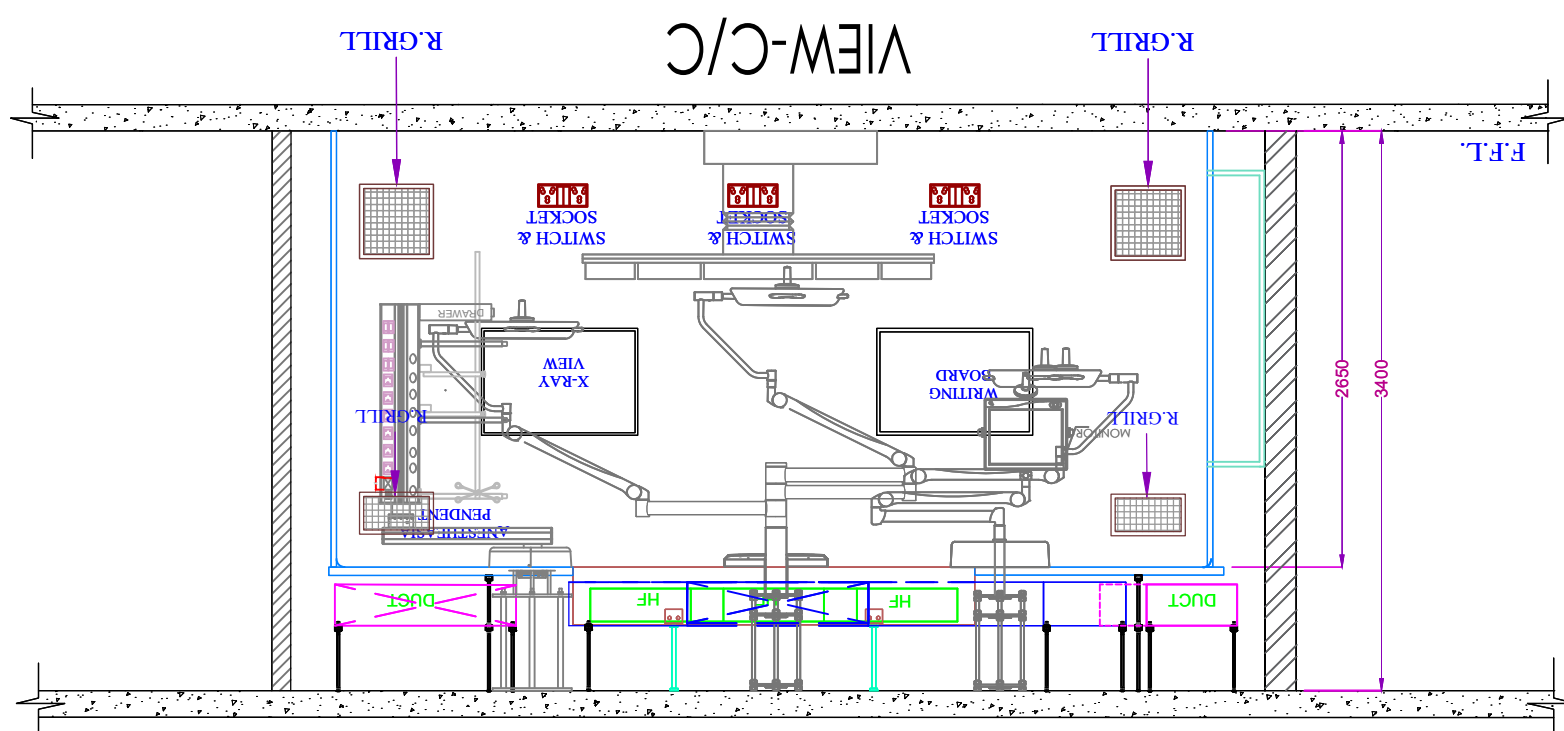 DUCT
HF
HF
DUCT
ANESTHEASIA
PENDENT
MONITOR
R.GRILL
R.GRILL
WRITING
BOARD
X-RAY
VIEW
2650
3400
DRAWER
SWITCH &
SOCKET
SWITCH &
SOCKET
SWITCH &
SOCKET
F.F.L.
R.GRILL
VIEW-C/C
R.GRILL